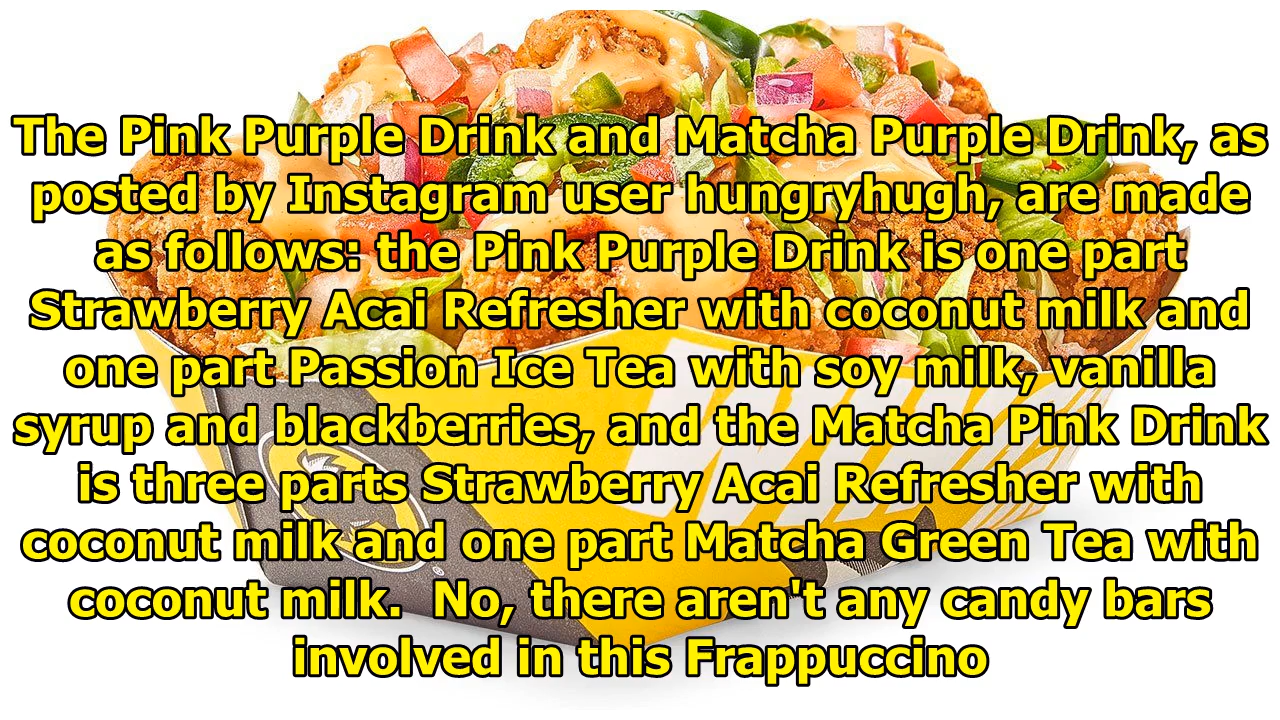 The Pink Purple Drink and Matcha Purple Drink, as
posted by Instagram user hungryhugh, are made
as follows: the Pink Purple Drink is one part
Strawberry Acai Refresher with coconut milk and
one part Passion Ice Tea with soy milk, vanilla
syrup and blackberries, and the Matcha Pink Drink
is three parts Strawberry Acai Refresher with
coconut milk and one part Matcha Green Tea with
coconut milk.  No, there aren't any candy bars
involved in this Frappuccino